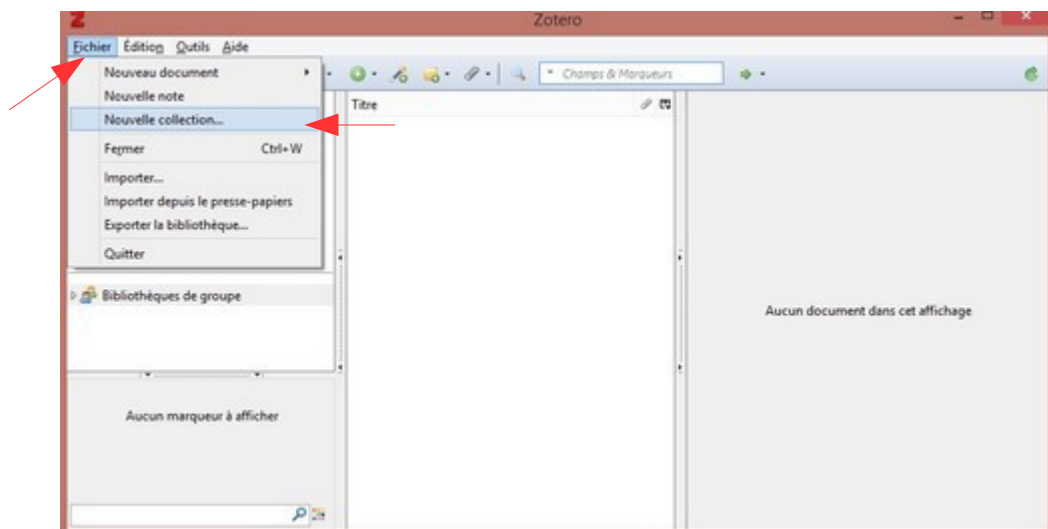 Z Zotero
Fichier Édition Outils Aide
Nouveau document
Nouvelle note
Nouvelle collection...
Fermer Ctrl+W
Importer...
Importer depuis le presse-papiers
Exporter la bibliothèque...
Quitter
Champs & Marqueurs
Titre
Bibliothèques de groupe
Aucun document dans cet affichage
Aucun marqueur à afficher